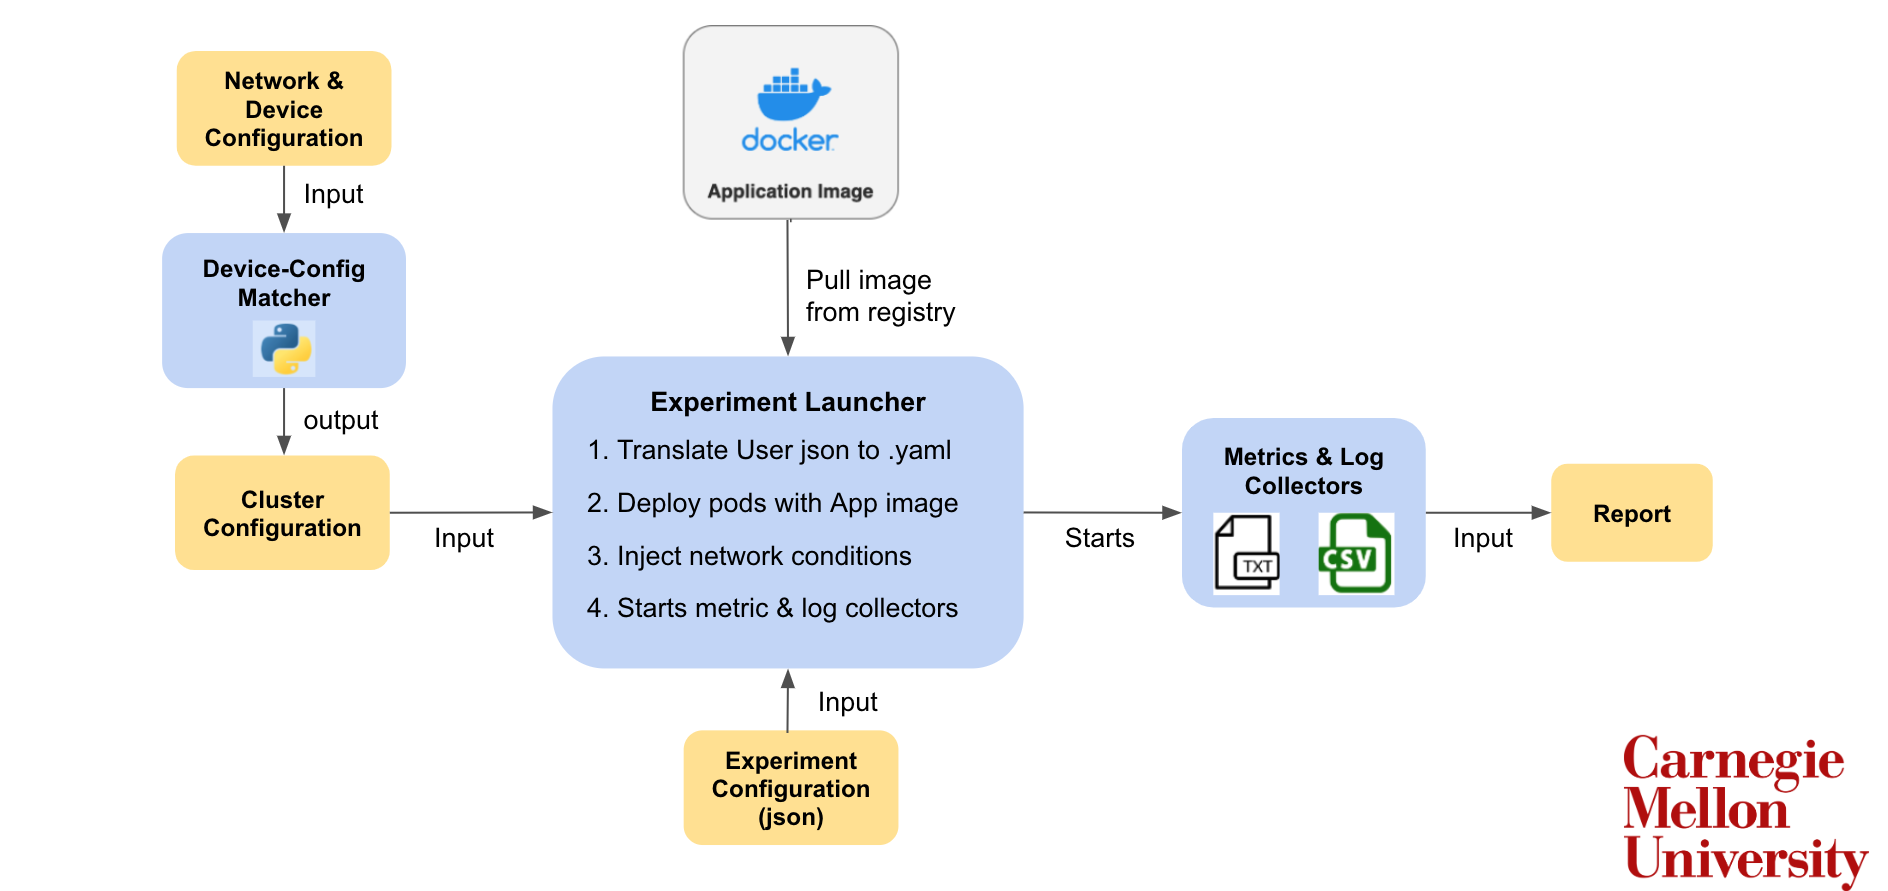 Network &
Device
Configuration
Input
Device-Config
Matcher
output
Cluster
Configuration
Input
docker
Application Image
Pull image
from registry
Experiment Launcher
1. Translate User json to .yaml
2. Deploy pods with App image
3. Inject network conditions
4. Starts metric & log collectors
Input
Experiment
Configuration
(json)
Starts
Metrics & Log
Collectors
TXT
CSV
Input
Report
Carnegie
Mellon
University